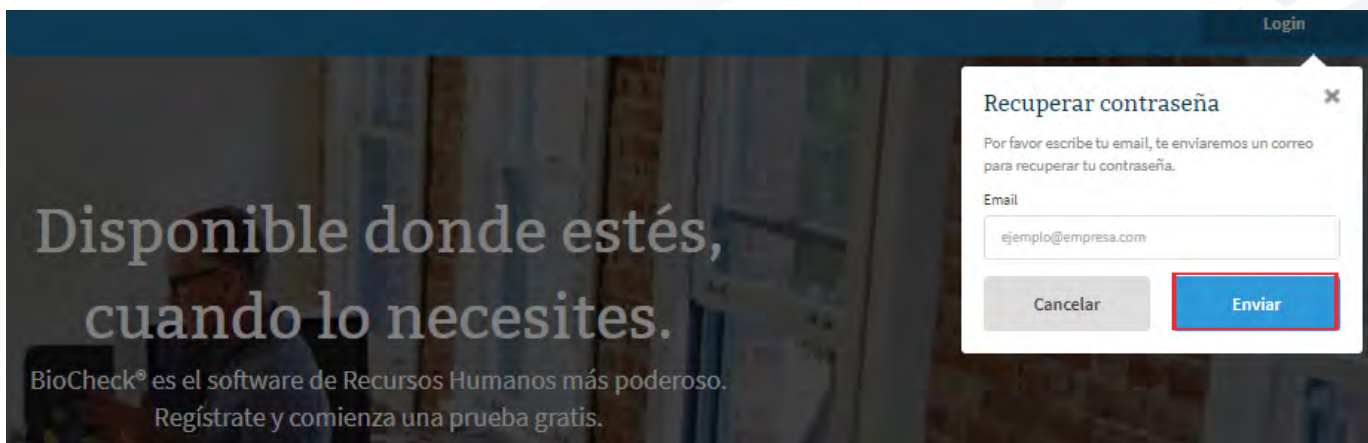 Login
Recuperar contraseña
Por favor escribe tu email, te enviaremos un correo
para recuperar tu contraseña.
Email
ejemplo@empresa.com
Cancelar
Enviar
Disponible donde estés,
cuando lo necesites.
BioCheck® es el software de Recursos Humanos más poderoso.
Regístrate y comienza una prueba gratis.